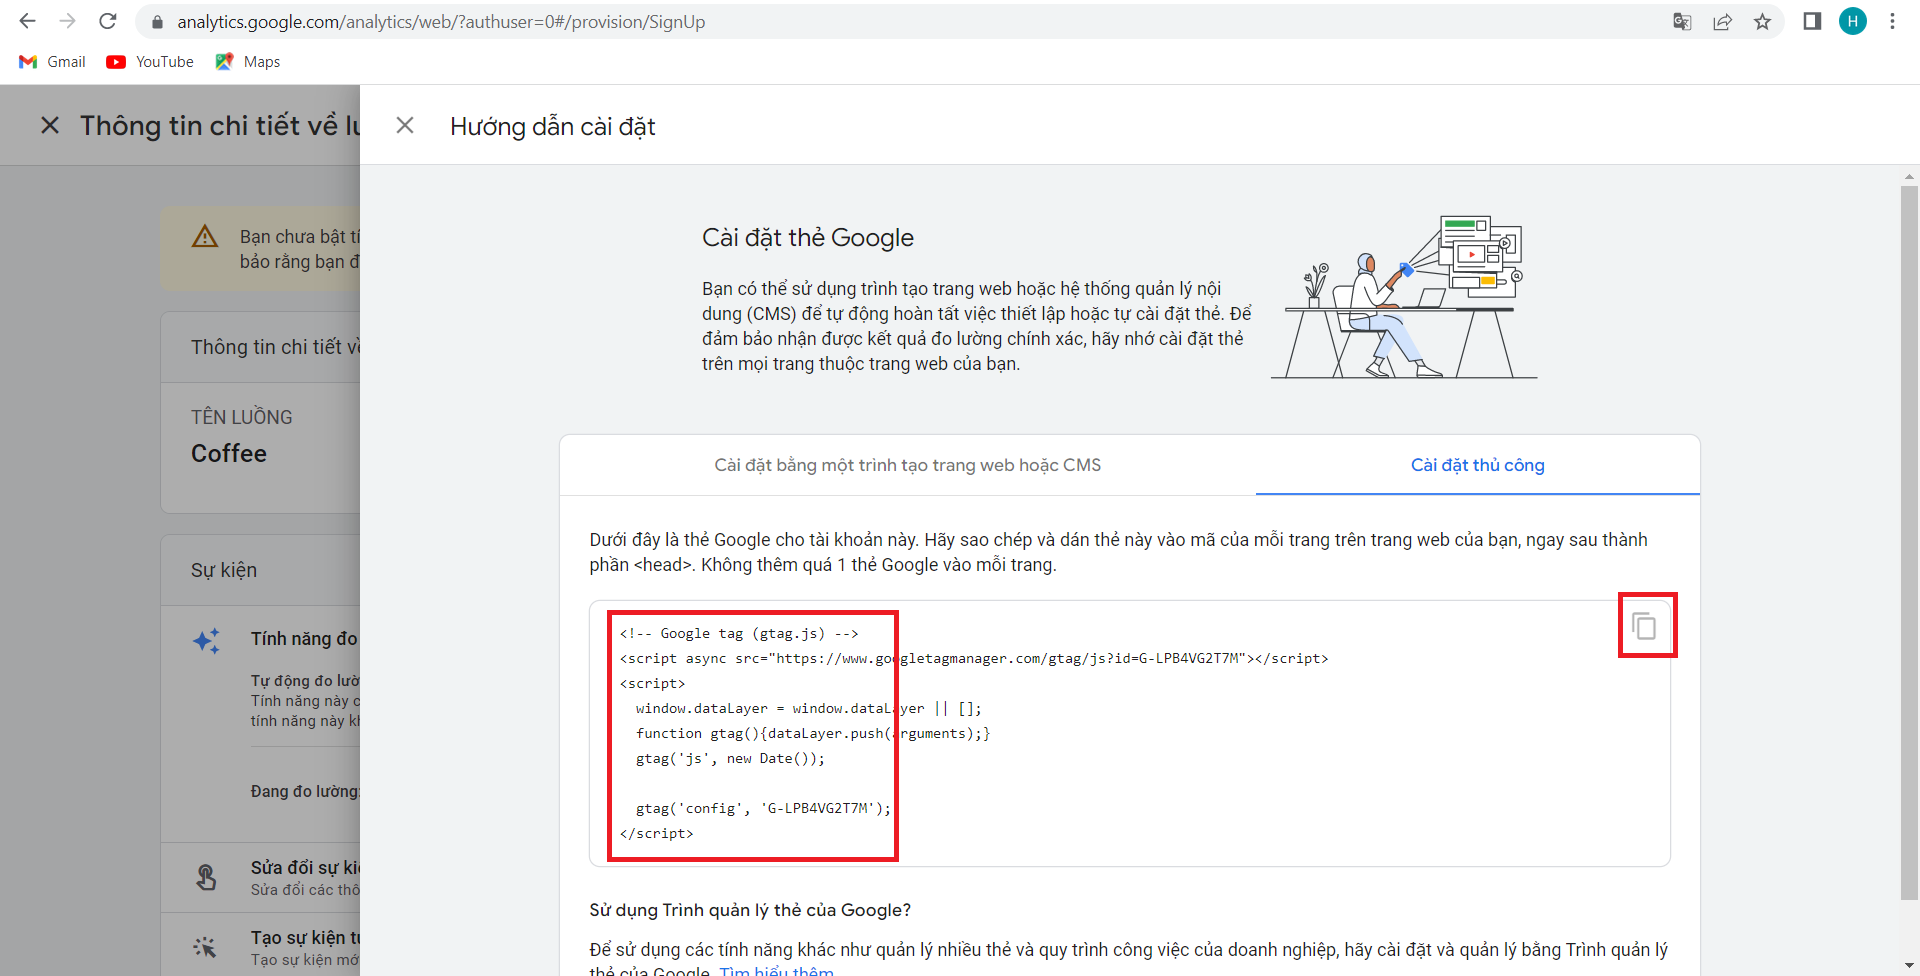 analytics.google.com/analytics/web/?authuser=0#/provision/SignUp
H
Gmail
YouTube
Maps
Thông tin chi tiết về lu
Hướng dẫn cài đặt
Bạn chưa bật tí
bảo rằng bạn đ
Thông tin chi tiết về
TÊN LUỒNG
Coffee
Sự kiện
Tính năng đo
Tự động đo lườ
Tính năng này c
tính năng này kh
Đang đo lường:
Sửa đổi sự kiệ
Sửa đổi các thô
Tạo sự kiện tù
Tạo sự kiện mớ
Cài đặt thẻ Google
Bạn có thể sử dụng trình tạo trang web hoặc hệ thống quản lý nội
dung (CMS) để tự động hoàn tất việc thiết lập hoặc tự cài đặt thẻ. Để
đảm bảo nhận được kết quả đo lường chính xác, hãy nhớ cài đặt thẻ
trên mọi trang thuộc trang web của bạn.
Cài đặt bằng một trình tạo trang web hoặc CMS
Cài đặt thủ công
Dưới đây là thẻ Google cho tài khoản này. Hãy sao chép và dán thẻ này vào mã của mỗi trang trên trang web của bạn, ngay sau thành
phần <head>. Không thêm quá 1 thẻ Google vào mỗi trang.
<!-- Google tag (gtag.js) -->
<script async src="https://www.googletagmanager.com/gtag/js?id=G-LPB4VG2T7M"></script>
<script>
window.dataLayer = window.dataLayer || [];
function gtag(){dataLayer.push(arguments);}
gtag('js', new Date());
gtag('config', 'G-LPB4VG2T7M');
</script>
Sử dụng Trình quản lý thẻ của Google?
Để sử dụng các tính năng khác như quản lý nhiều thẻ và quy trình công việc của doanh nghiệp, hãy cài đặt và quản lý bằng Trình quản lý
thẻ của Google. Tìm hiểu thêm